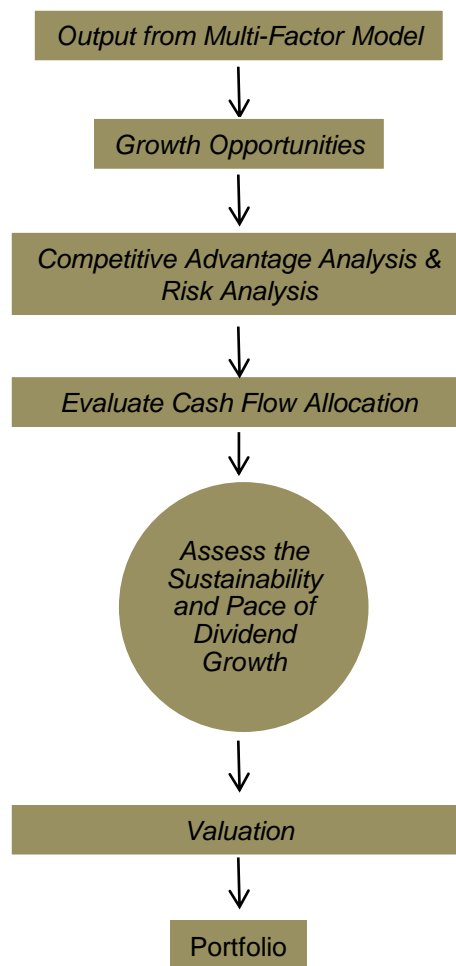 Output from Multi-Factor Model
Growth Opportunities
Competitive Advantage Analysis &
Risk Analysis
Evaluate Cash Flow Allocation
Assess the
Sustainability
and Pace of
Dividend
Growth
Valuation
Portfolio